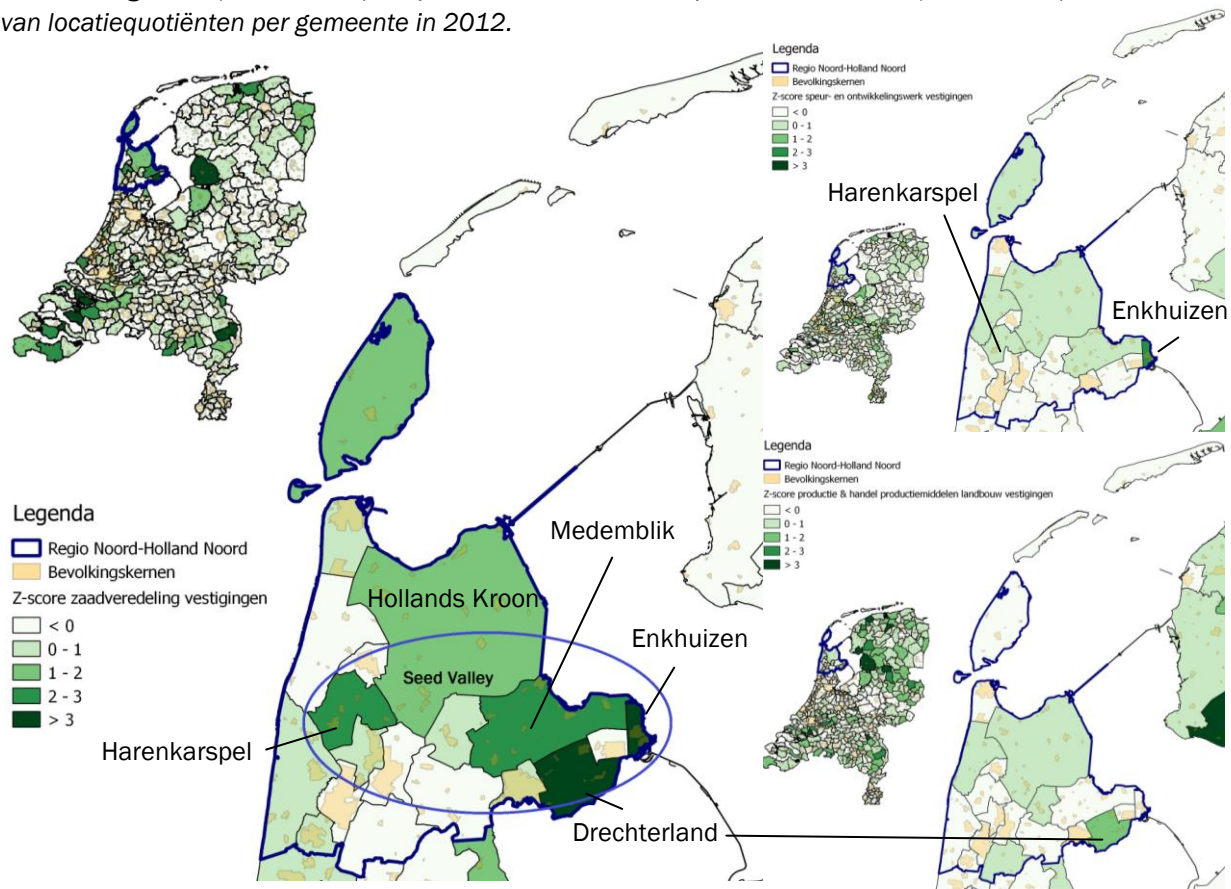 van locatiequotiënten per gemeente in 2012.
Legenda
Regio Noord-Holland Noord
Bevolkingskernen
Z-score speur- en ontwikkelingswerk vestigingen
< 0
0 - 1
1 - 2
2 - 3
> 3
Harenkarspel
Enkhuizen
Legenda
Regio Noord-Holland Noord
Bevolkingskernen
Z-score productie & handel productiemiddelen landbouw vestigingen
< 0
0 - 1
1 - 2
2 - 3
> 3
Legenda
Regio Noord-Holland Noord
Bevolkingskernen
Z-score zaadveredeling vestigingen
< 0
0 - 1
1 - 2
2 - 3
> 3
Medemblik
Hollands Kroon
Enkhuizen
Seed Valley
Harenkarspel
Drechterland